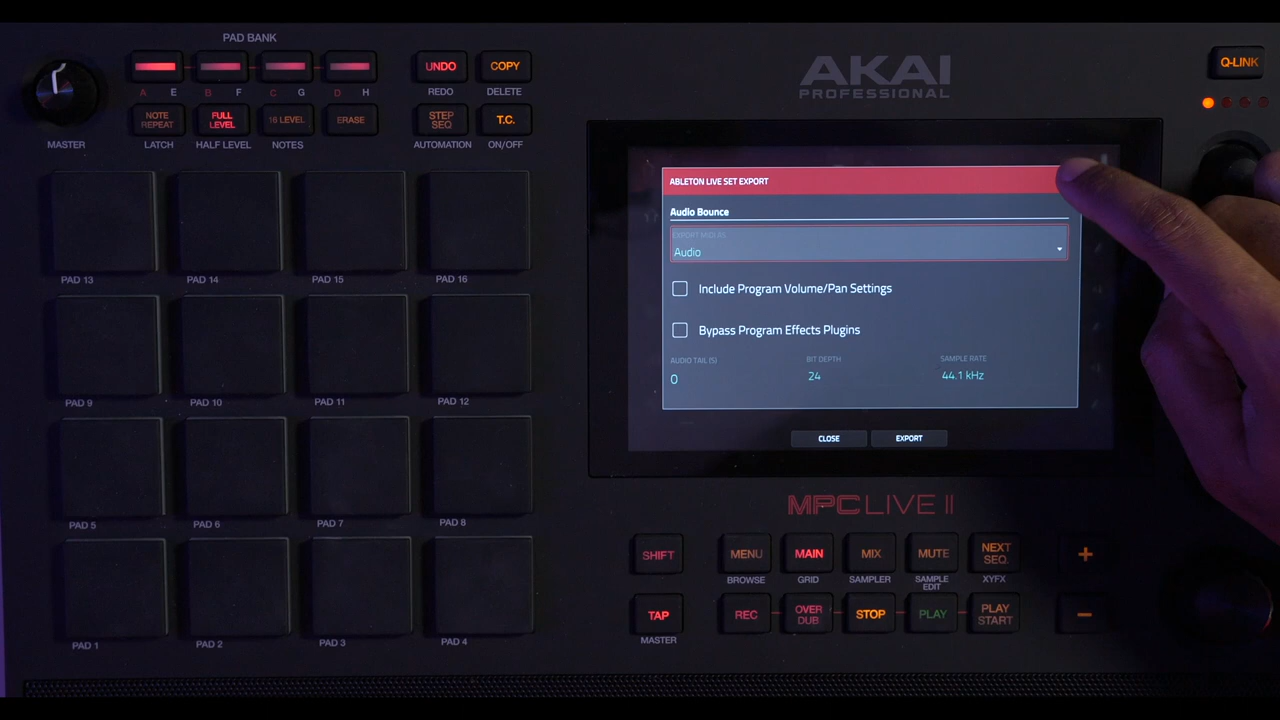 PAD BANK
A E B F C G D H
NOTE REPEAT
FULL LEVEL
16 LEVEL
ERASE
MASTER
LATCH
HALF LEVEL
NOTES
UNDO
COPY
REDO
DELETE
STEP SEQ
T.C.
AUTOMATION
ON/OFF
AKAI
PROFESSIONAL
Q-LINK
PAD 13
PAD 14
PAD 15
PAD 16
PAD 9
PAD 10
PAD 11
PAD 12
PAD 5
PAD 6
PAD 7
PAD 8
PAD 1
PAD 2
PAD 3
PAD 4
ABLETON LIVE SET EXPORT
Audio Bounce
EXPORT MIDI AS
Audio
Include Program Volume/Pan Settings
Bypass Program Effects Plugins
AUDIO TAIL (S)
BIT DEPTH
SAMPLE RATE
0
24
44.1 kHz
CLOSE
EXPORT
MPC LIVE II
SHIFT
MENU
MAIN
MIX
MUTE
NEXT SEQ.
+
BROWSE
GRID
SAMPLER
SAMPLE EDIT
XYFX
TAP
REC
OVER DUB
STOP
PLAY
PLAY START
−
MASTER